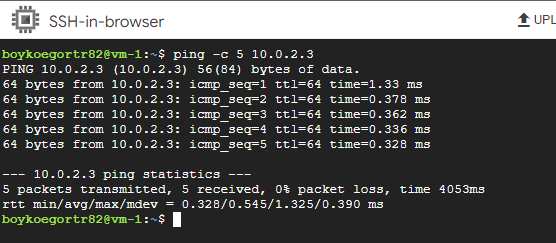 SSH-in-browser
UPL
boykoegortr82@vm-1:~$ ping -c 5 10.0.2.3
PING 10.0.2.3 (10.0.2.3) 56(84) bytes of data.
64 bytes from 10.0.2.3: icmp_seq=1 ttl=64 time=1.33 ms
64 bytes from 10.0.2.3: icmp_seq=2 ttl=64 time=0.378 ms
64 bytes from 10.0.2.3: icmp_seq=3 ttl=64 time=0.362 ms
64 bytes from 10.0.2.3: icmp_seq=4 ttl=64 time=0.336 ms
64 bytes from 10.0.2.3: icmp_seq=5 ttl=64 time=0.328 ms

--- 10.0.2.3 ping statistics ---
5 packets transmitted, 5 received, 0% packet loss, time 4053ms
rtt min/avg/max/mdev = 0.328/0.545/1.325/0.390 ms
boykoegortr82@vm-1:~$